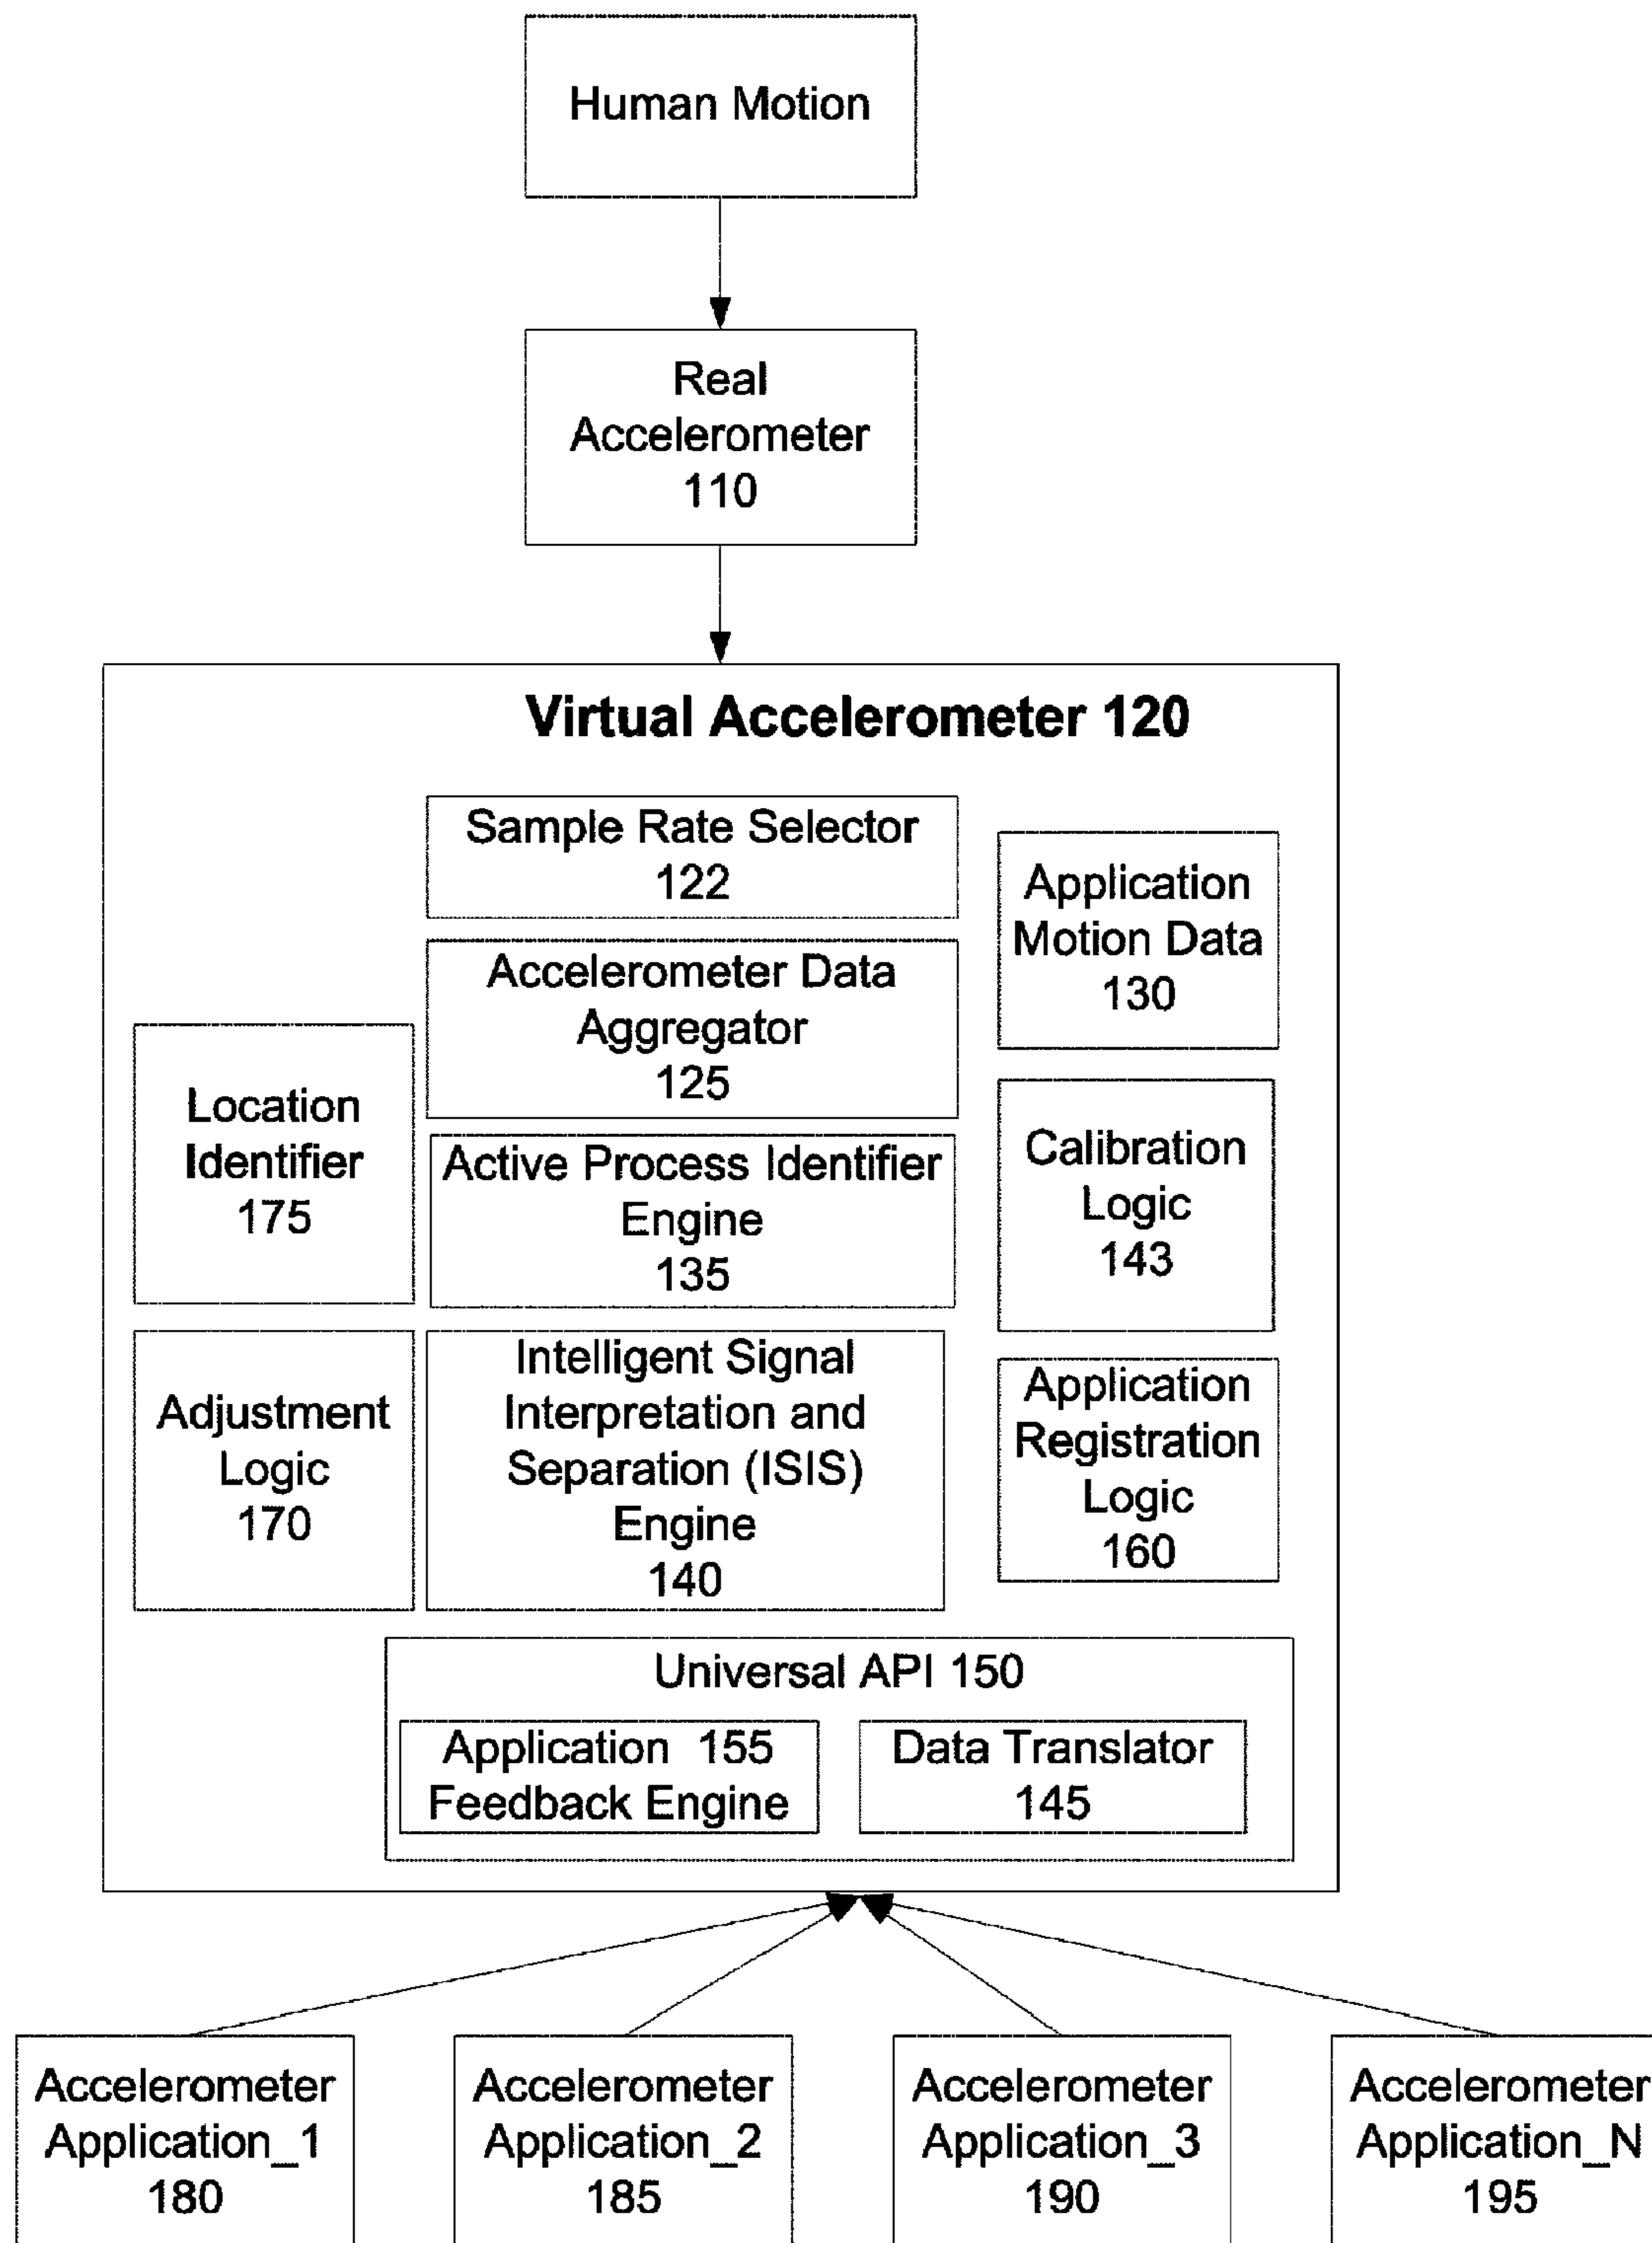 Human Motion
Real
Accelerometer
110
Virtual Accelerometer 120
Sample Rate Selector
122
Application
Motion Data
130
Accelerometer Data
Aggregator
125
Location
Identifier
175
Active Process Identifier
Engine
135
Calibration
Logic
143
Adjustment
Logic
170
Intelligent Signal
Interpretation and
Separation (ISIS)
Engine
140
Application
Registration
Logic
160
Universal API 150
Application 155
Feedback Engine
Data Translator
145
Accelerometer
Application_1
180
Accelerometer
Application_2
185
Accelerometer
Application_3
190
Accelerometer
Application_N
195